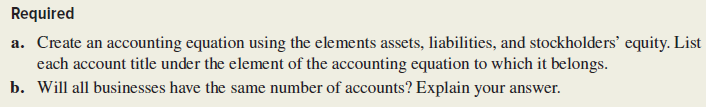 Required
a. Create an accounting equation using the elements assets, liabilities, and stockholders’ equity. List
each account title under the element of the accounting equation to which it belongs.
b. Will all businesses have the same number of accounts? Explain your answer.